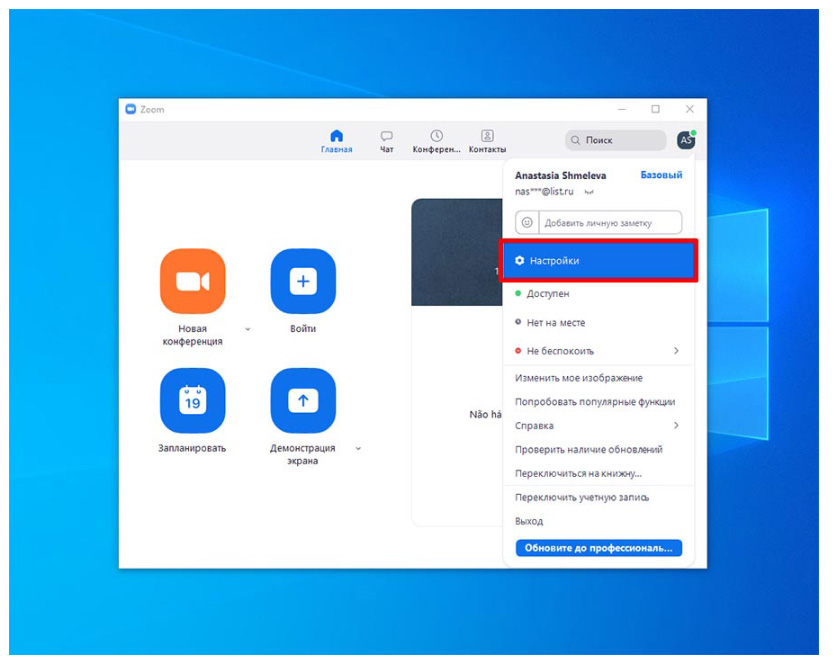 Zoom
Главная
Чат
Конферен...
Контакты
Поиск
AS
Anastasia Shmeleva
Базовый
nas***@list.ru
Добавить личную заметку
Настройки
Доступен
Нет на месте
Не беспокоить
Изменить мое изображение
Попробовать популярные функции
Справка
Проверить наличие обновлений
Переключиться на книжну...
Переключить учетную запись
Выход
Обновите до профессиональ...
1
Новая
конференция
Войти
19
Запланировать
Демонстрация
экрана
Não há